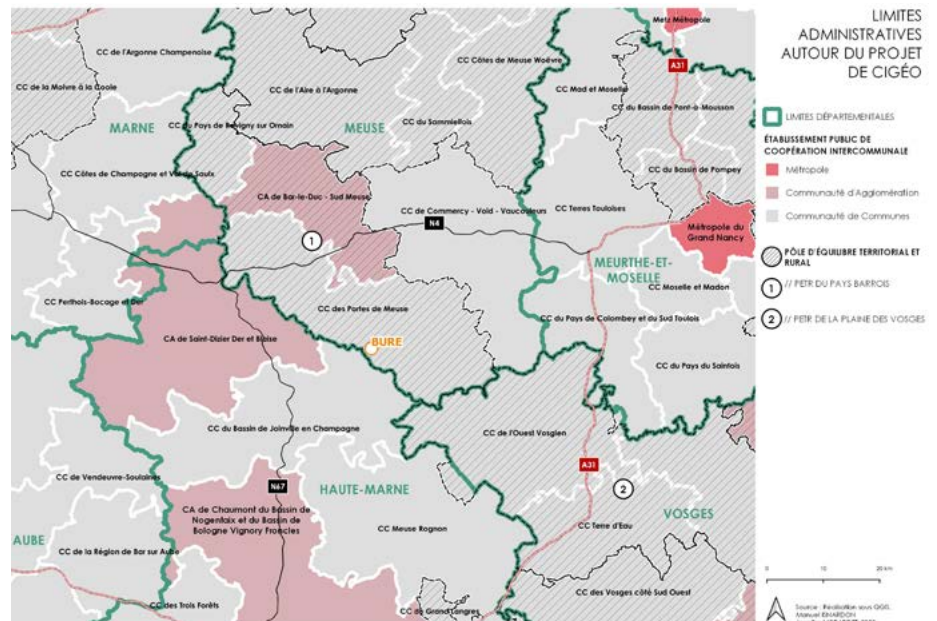 LIMITES
ADMINISTRATIVES
AUTOUR DU PROJET
DE CIGÉO
LIMITES DÉPARTEMENTALES
ÉTABLISSEMENT PUBLIC DE
COOPÉRATION INTERCOMMUNALE
Métropole
Communauté d'Agglomération
Communauté de Communes
PÔLE D'ÉQUILIBRE TERRITORIAL ET
RURAL
1 // PETR DU PAYS BARROIS
2 // PETR DE LA PLAINE DES VOSGES
Metz Métropole
CC de l'Argonne Champenoise
CC Côtes de Meuse Woëvre
A31
CC de la Moivre à la Coole
CC de l'Aire à l'Argonne
CC Mad et Moselle
CC du Bassin de Pont-à-Mousson
MARNE
CC du Pays de Revigny sur Ornain
MEUSE
CC du Sammiellois
CC Côtes de Champagne et Val de Saulx
CC du Bassin de Pompey
CA de Bar-le-Duc - Sud Meuse
CC de Commercy - Void - Vaucouleurs
CC Terres Touloises
N4
Métropole du
Grand Nancy
1
MEURTHE-ET-
MOSELLE
CC Moselle et Madon
CC Perthois-Bocage et Der
CC des Portes de Meuse
CC du Pays de Colombey et du Sud Toulois
CA de Saint-Dizier Der et Blaise
BURE
CC du Pays du Saintois
CC du Bassin de Joinville en Champagne
CC de l'Ouest Vosgien
A31
CC de Vendeuvre-Soulaines
N67
HAUTE-MARNE
2
CA de Chaumont du Bassin de
Nogentaix et du Bassin de
Bologne Vignory Froncles
VOSGES
CC Meuse Rognon
CC Terre d'Eau
AUBE
CC de la Région de Bar sur Aube
CC des Vosges côté Sud Ouest
CC des Trois Forêts
CC de Grand Langres
0 10 20 km
Source : Réalisation sous QGIS,
Manuel